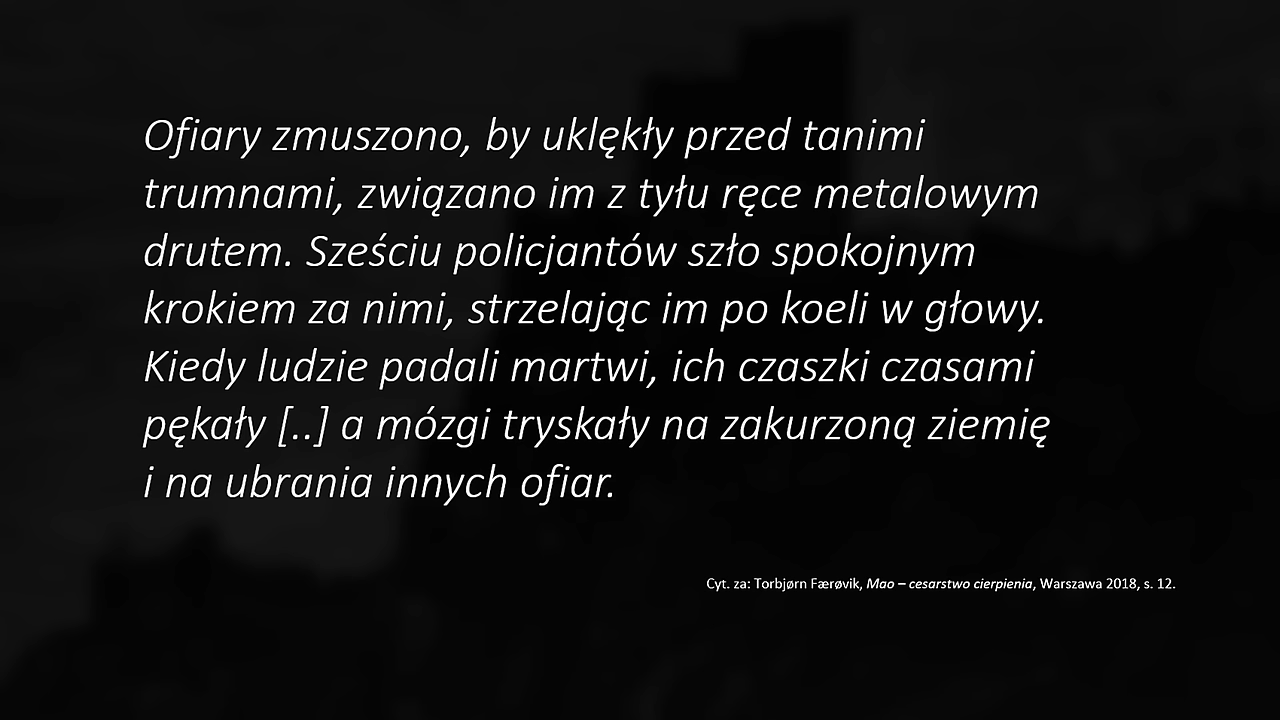 Ofiary zmuszono, by uklękły przed tanimi
trumnami, związano im z tyłu ręce metalowym
drutem. Sześciu policjantów szło spokojnym
krokiem za nimi, strzelając im po koeli w głowy.
Kiedy ludzie padali martwi, ich czaszki czasami
pękały [..] a mózgi tryskały na zakurzoną ziemię
i na ubrania innych ofiar.
Cyt. za: Torbjørn Færøvik, Mao – cesarstwo cierpienia, Warszawa 2018, s. 12.